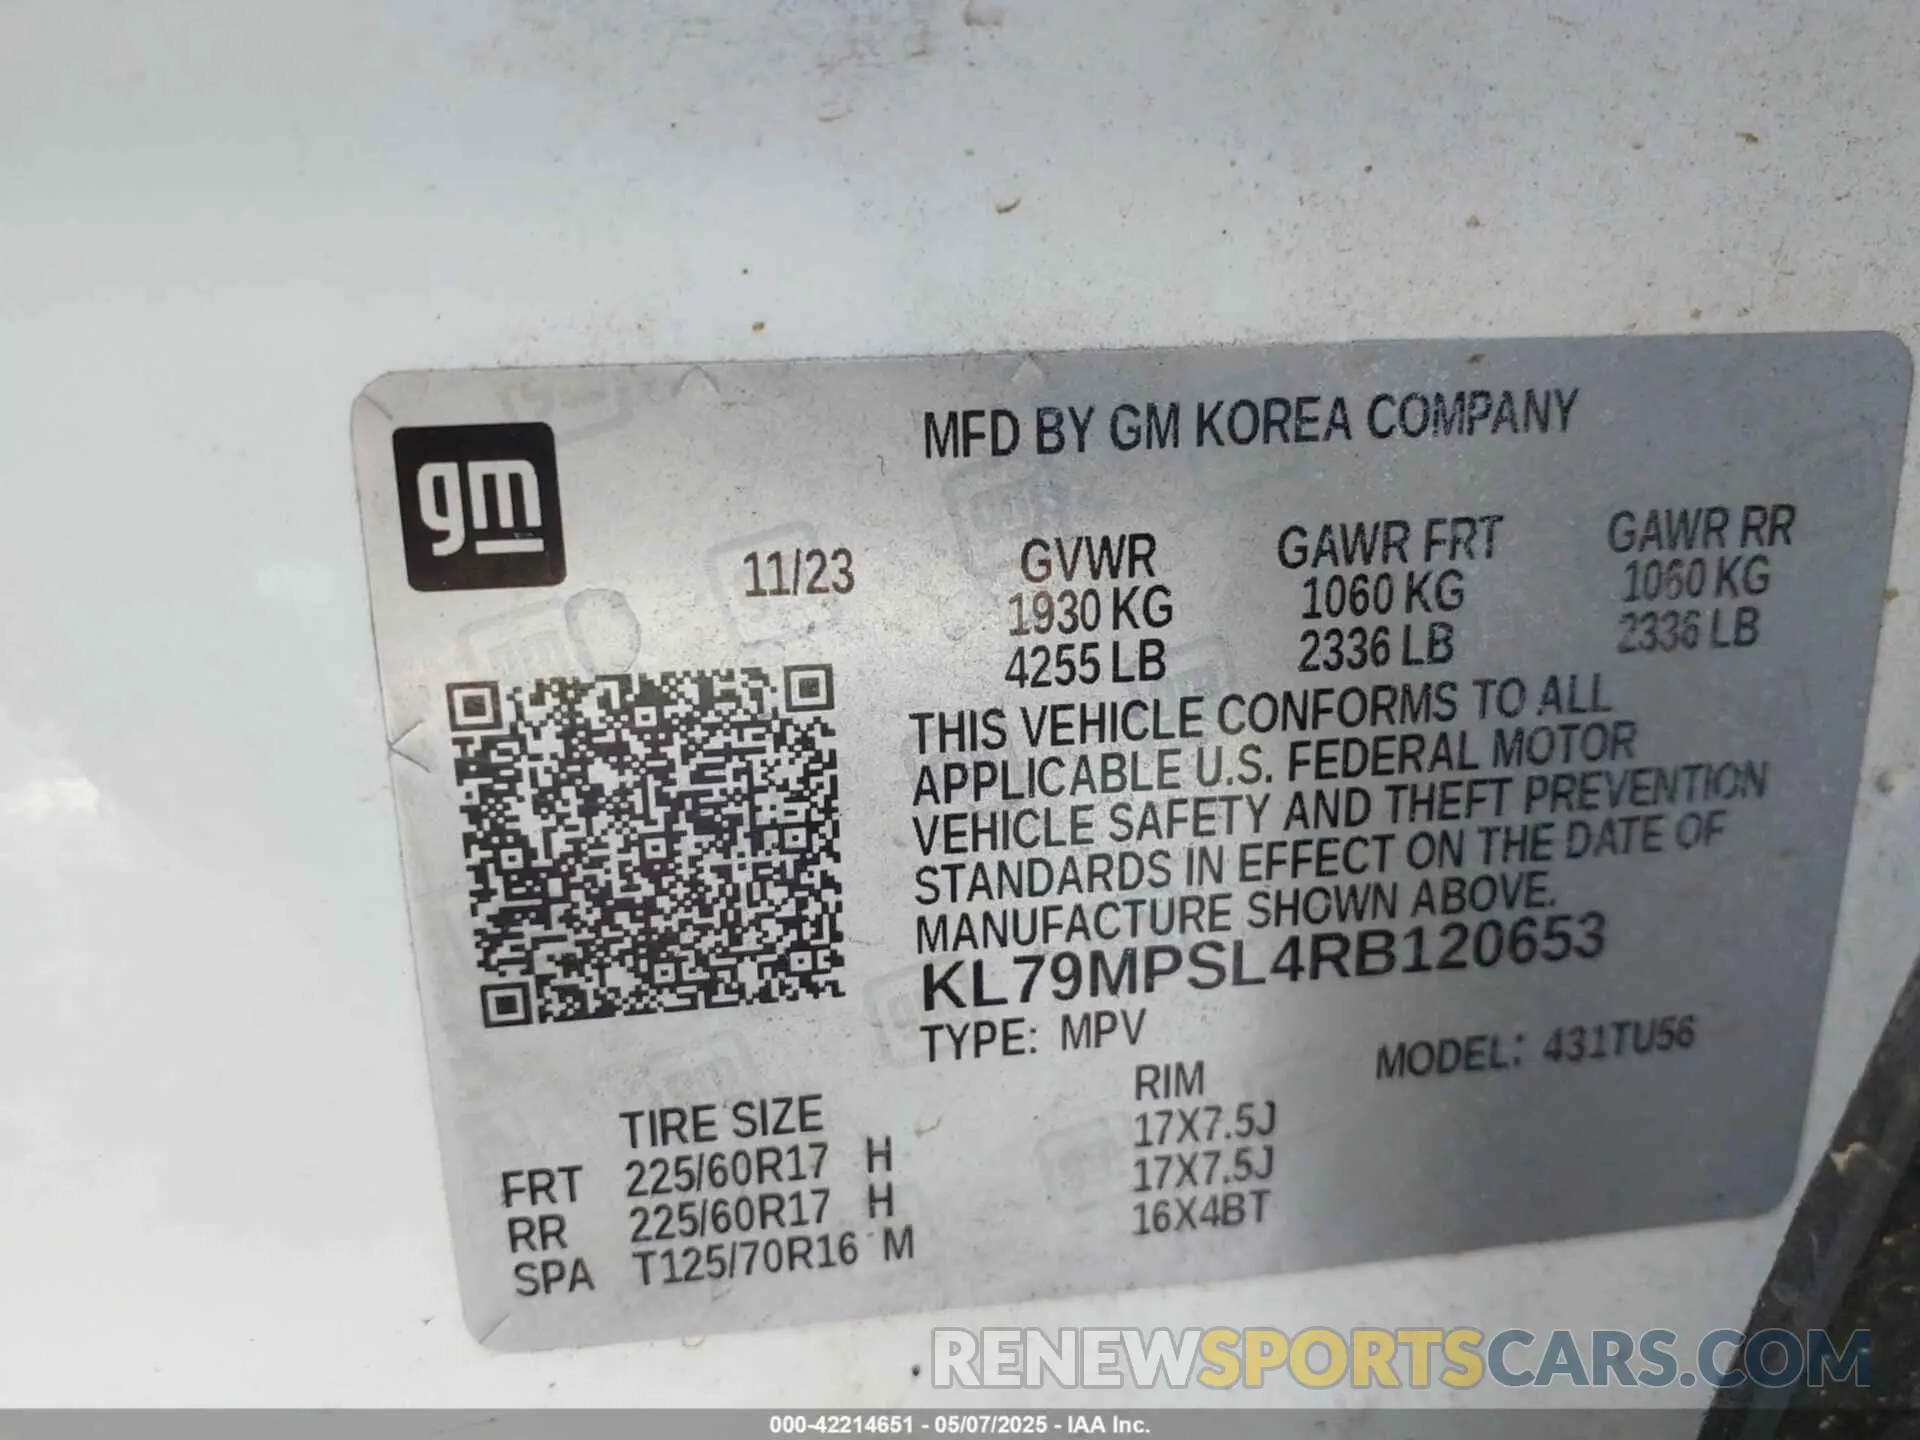 MFD BY GM KOREA COMPANY
gm
11/23
GVWR GAWR FRT GAWR RR
1930 KG 1060 KG 1060 KG
4255 LB 2336 LB 2336 LB
THIS VEHICLE CONFORMS TO ALL
APPLICABLE U.S. FEDERAL MOTOR
VEHICLE SAFETY AND THEFT PREVENTION
STANDARDS IN EFFECT ON THE DATE OF
MANUFACTURE SHOWN ABOVE.
KL79MPSL4RB120653
TYPE: MPV MODEL: 431TU56
TIRE SIZE RIM
FRT 225/60R17 H 17X7.5J
RR 225/60R17 H 17X7.5J
SPA T125/70R16 M 16X4BT
RENEWSPORTSCARS.COM
000-42214651 - 05/07/2025 - IAA Inc.